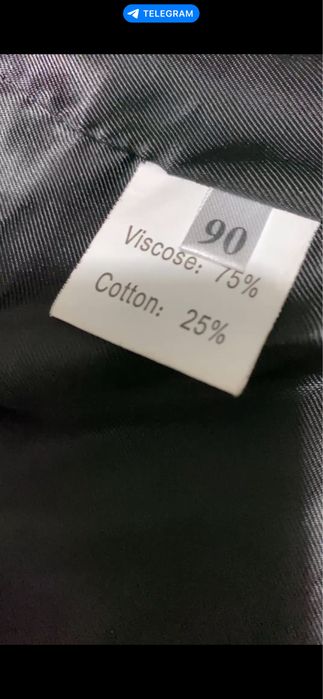 TELEGRAM
90
Viscose: 75%
Cotton: 25%